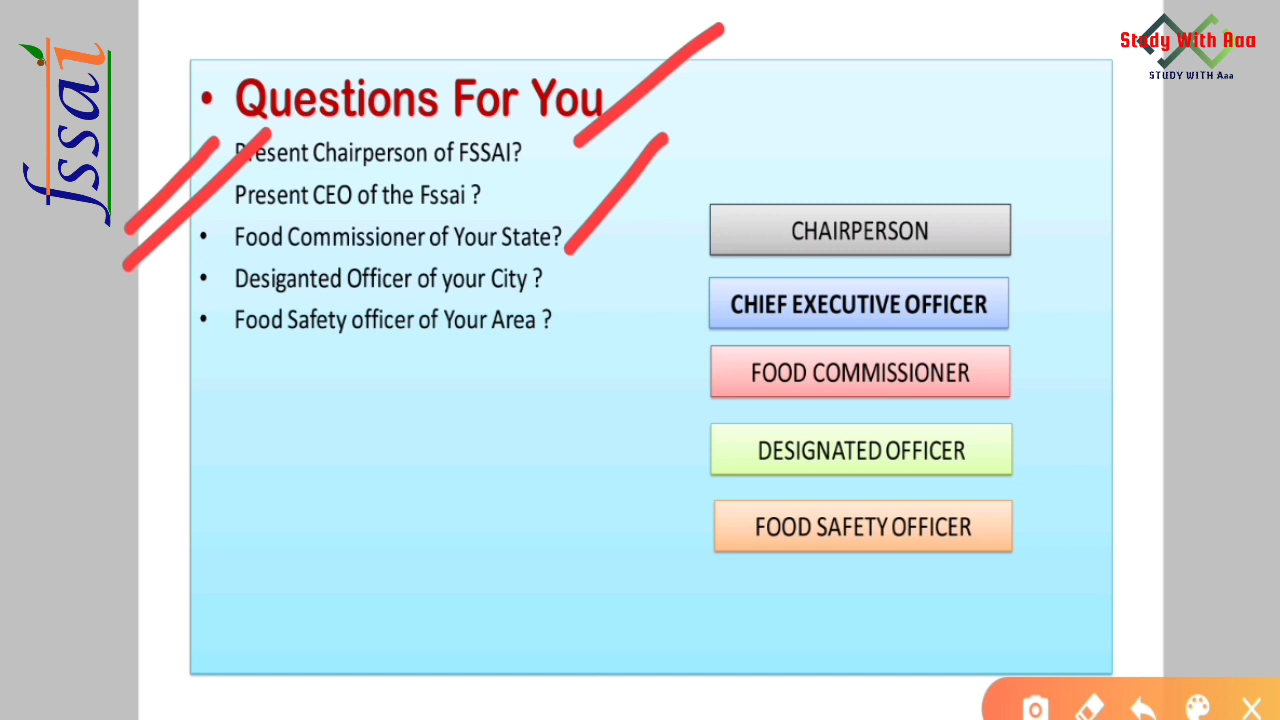 fssai
Study With Aaa
STUDY WITH Aaa
• Questions For You
Present Chairperson of FSSAI?
Present CEO of the Fssai ?
• Food Commissioner of Your State?
• Desiganted Officer of your City ?
• Food Safety officer of Your Area ?
CHAIRPERSON
CHIEF EXECUTIVE OFFICER
FOOD COMMISSIONER
DESIGNATED OFFICER
FOOD SAFETY OFFICER